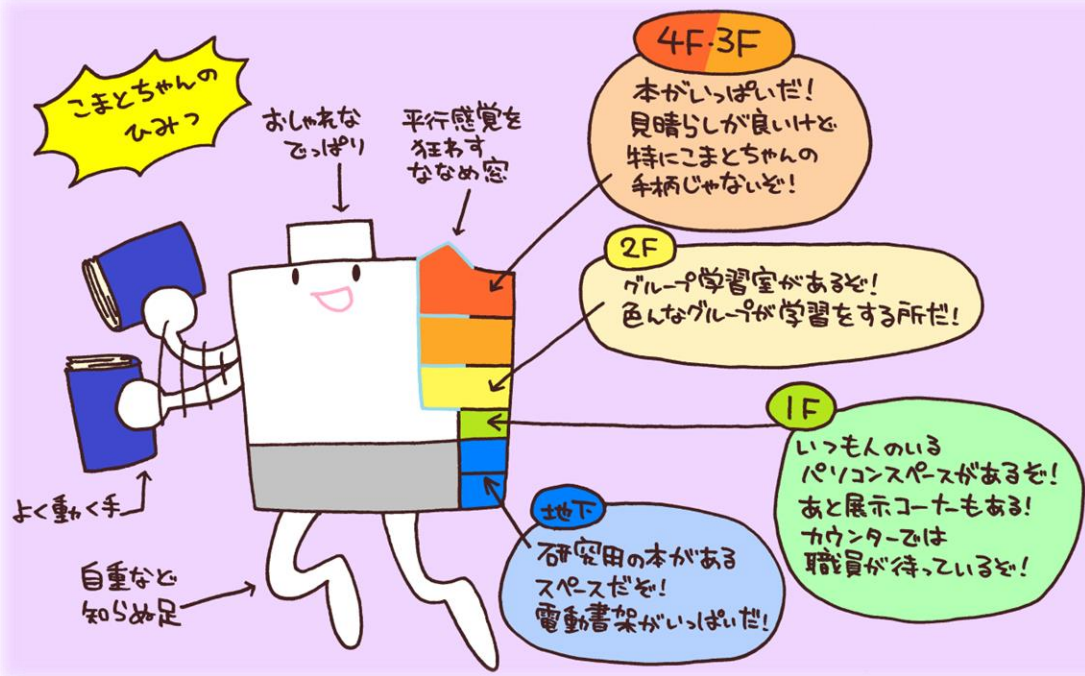 こまとちゃんの
ひみつ
おしゃれな
でっぱり
平行感覚を
狂わす
ななめ窓
4F・3F
本がいっぱいだ!
見晴らしが良いけど
特にこまとちゃんの
手柄じゃないぞ!
2F
グループ学習室があるぞ!
色んなグループが学習をする所だ!
1F
いつも人のいる
パソコンスペースがあるぞ!
あと展示コーナーもある!
カウンターでは
職員が待っているぞ!
地下
研究用の本がある
スペースだぞ!
電動書架がいっぱいだ!
よく動く手
自重など
知らぬ足